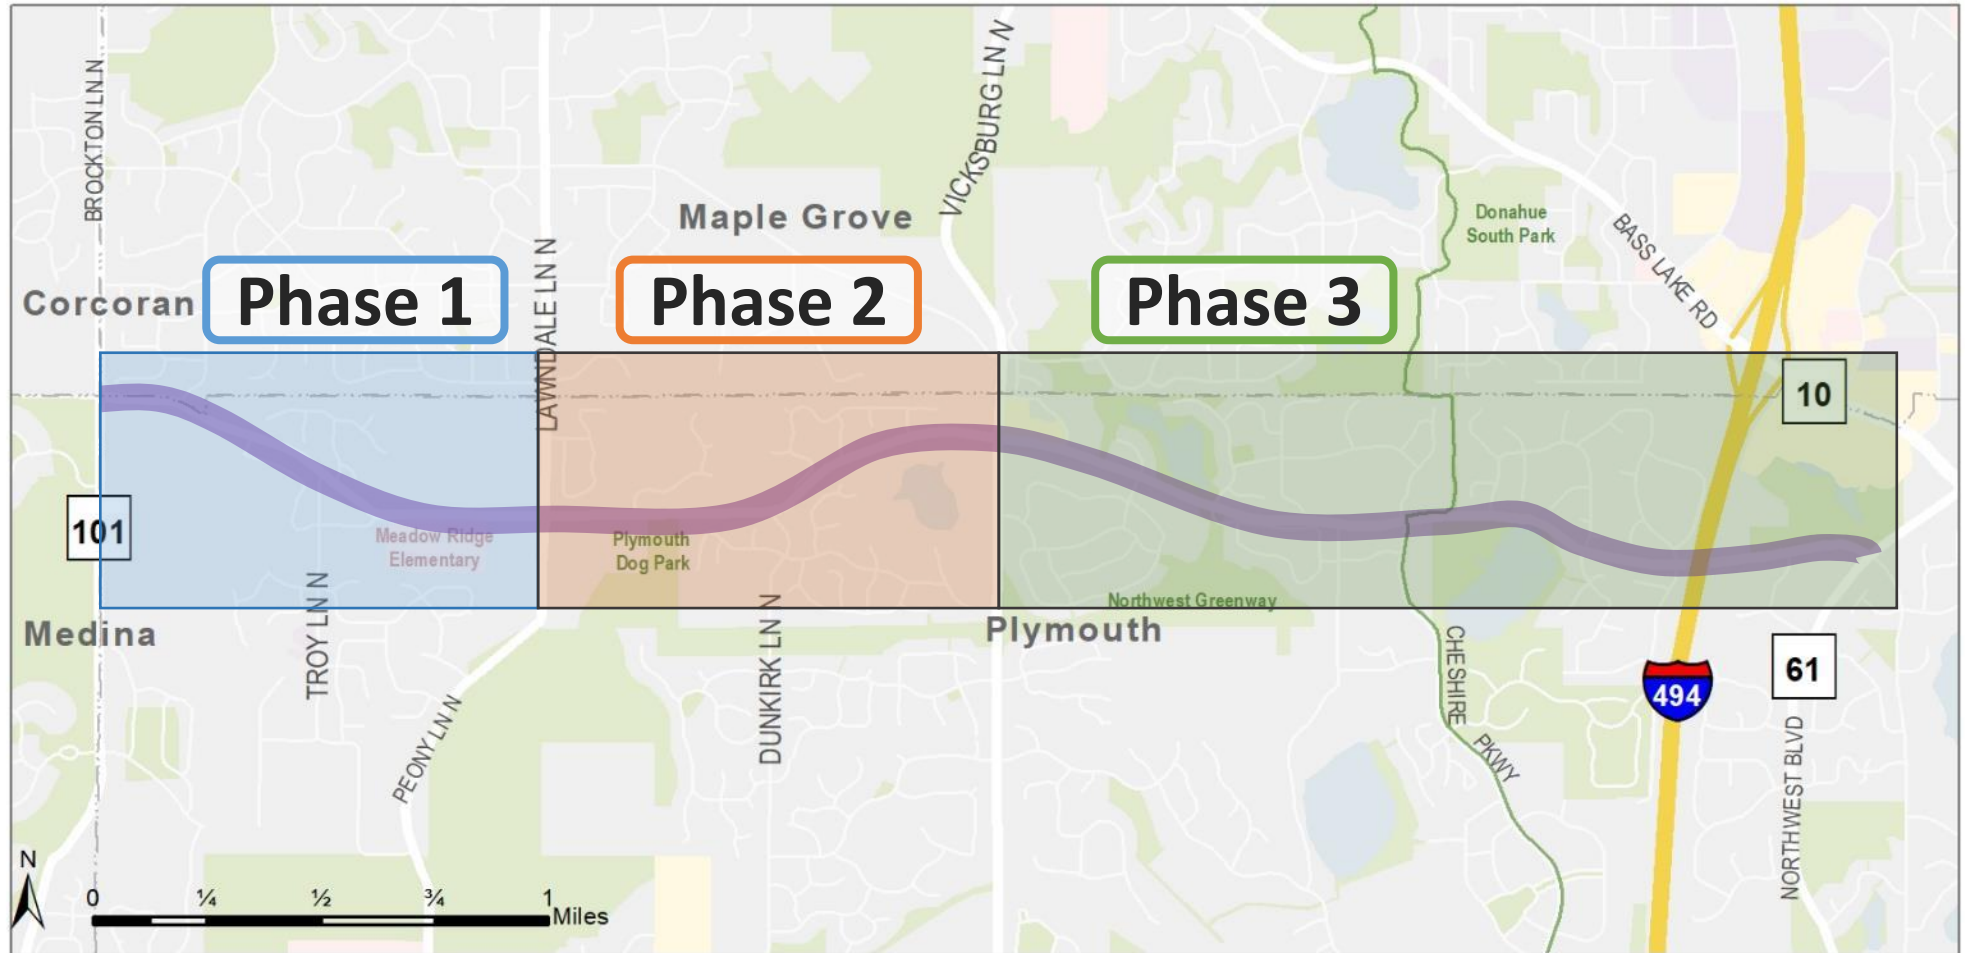 BROCKTON LN N
VICKSBURG LN N
Maple Grove
Donahue
South Park
BASS LAKE RD
Corcoran
Phase 1
LAWNDALE LN N
Phase 2
Phase 3
10
101
Meadow Ridge
Elementary
Plymouth
Dog Park
Northwest Greenway
Medina
TROY LN N
DUNKIRK LN N
Plymouth
CHESHIRE
PKWY
494
61
PEONY LN N
NORTHWEST BLVD
N
0 ¼ ½ ¾ 1
Miles